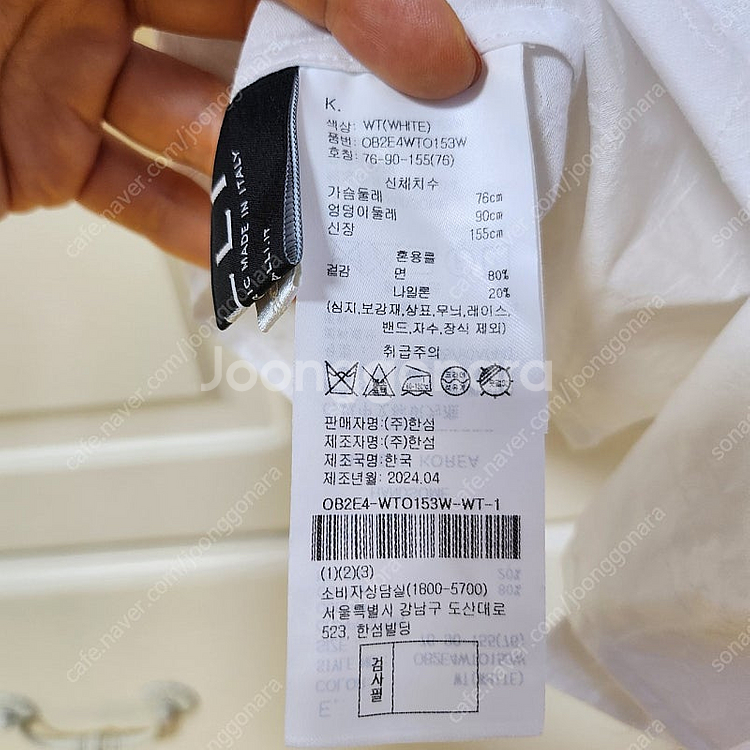 K.
색상: WT(WHITE)
품번: OB2E4WTO153W
호칭: 76-90-155(76)
신체치수
가슴둘레 76cm
엉덩이둘레 90cm
신장 155cm
혼용률
겉감 면 80%
나일론 20%
(심지,보강재,상표,무늬,레이스,
밴드,자수,장식 제외)
취급주의
판매자명:(주)한섬
제조자명:(주)한섬
제조국명:한국
제조년월: 2024.04
OB2E4-WTO153W-WT-1
(1)(2)(3)
소비자상담실(1800-5700)
서울특별시 강남구 도산대로
523, 한섬빌딩
검사필
MADE IN ITALY
Joonggonara
cafe.naver.com/joonggonara